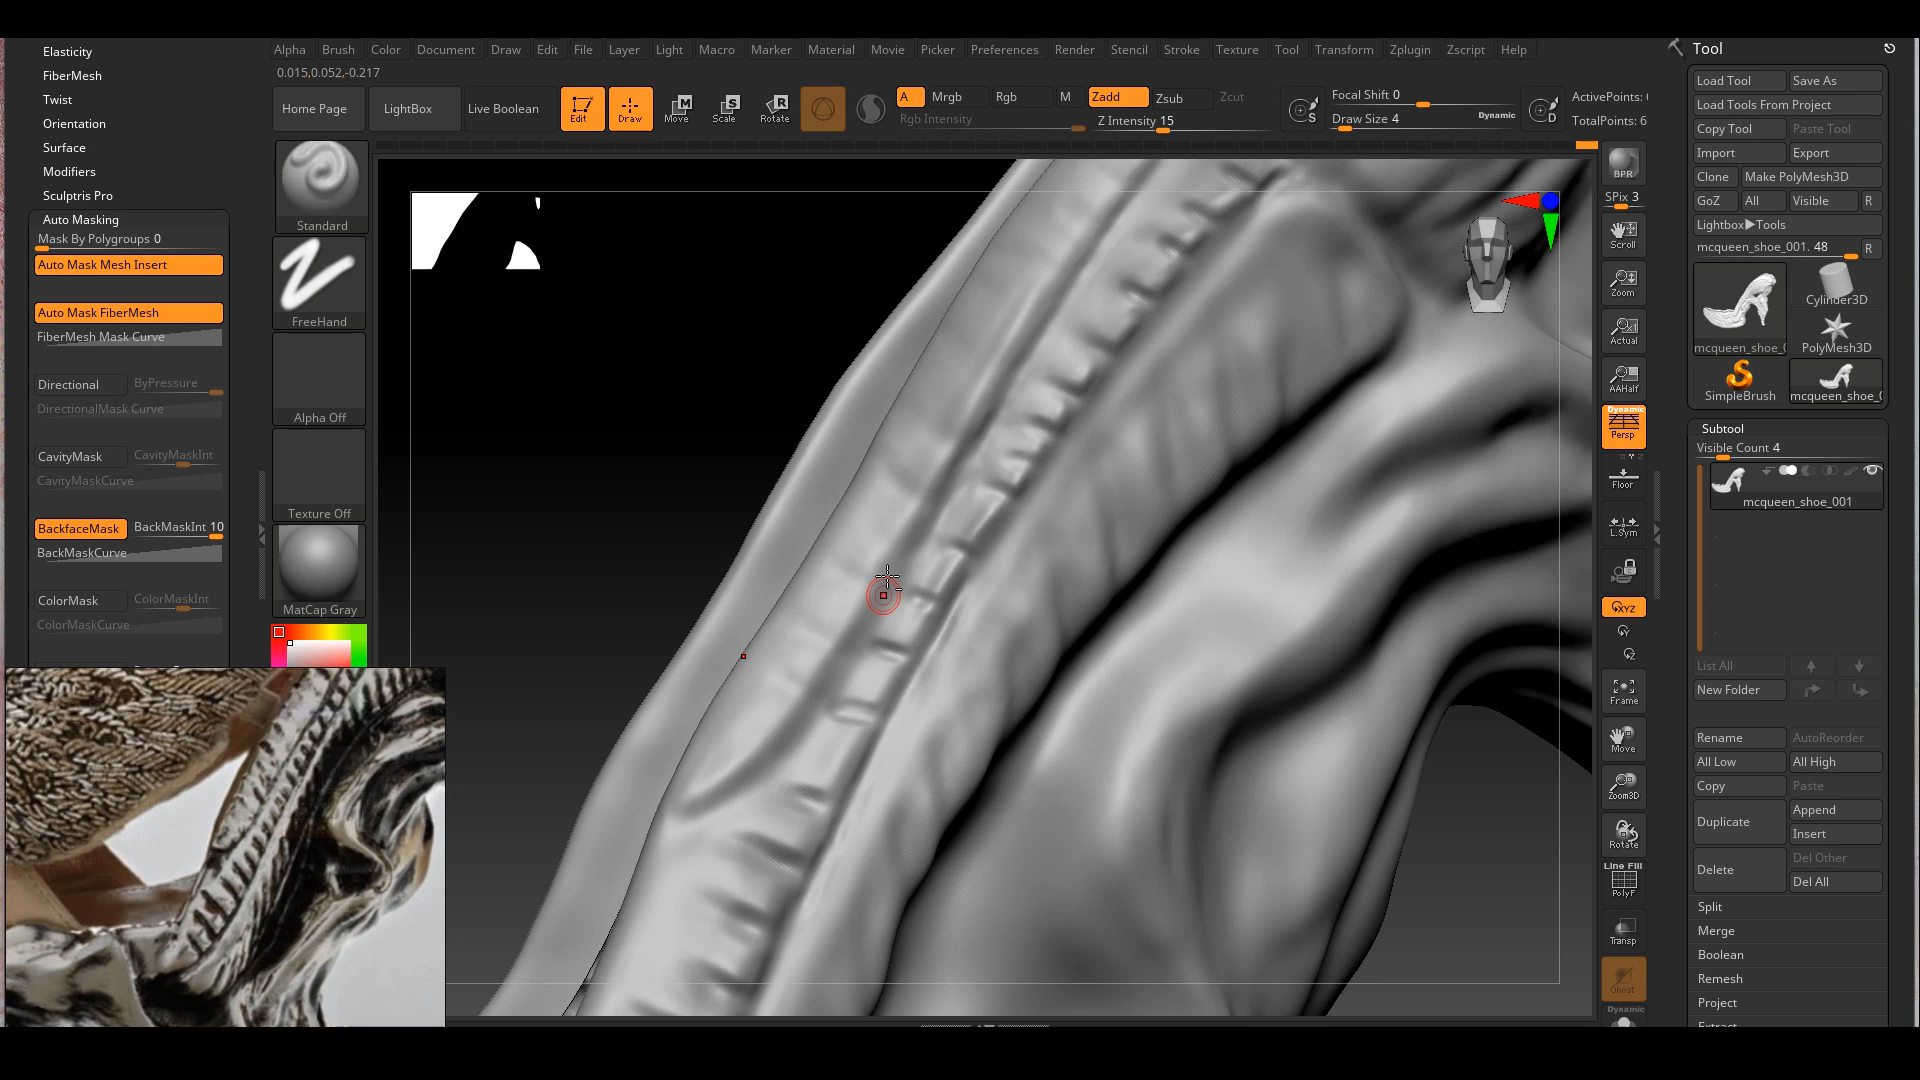 Elasticity
FiberMesh
Twist
Orientation
Surface
Modifiers
Sculptris Pro
Auto Masking
Mask By Polygroups 0
Auto Mask Mesh Insert
Auto Mask FiberMesh
FiberMesh Mask Curve
Directional ByPressure
DirectionalMask Curve
CavityMask CavityMaskInt
CavityMaskCurve
BackfaceMask BackMaskInt 10
BackMaskCurve
ColorMask ColorMaskInt
ColorMaskCurve
Alpha Brush Color Document Draw Edit File Layer Light Macro Marker Material Movie Picker Preferences Render Stencil Stroke Texture Tool Transform Zplugin Zscript Help
0.015,0.052,-0.217
Home Page LightBox Live Boolean Edit Draw Move Scale Rotate
A Mrgb Rgb M Zadd Zsub Zcut
Rgb Intensity Z Intensity 15
S Focal Shift 0
Draw Size 4 Dynamic
D ActivePoints:
TotalPoints: 6
Standard
FreeHand
Alpha Off
Texture Off
MatCap Gray
BPR
SPix 3
Scroll
Zoom
Actual
AAHalf
Dynamic
Persp
Floor
L.Sym
XYZ
Y
Z
Frame
Move
Zoom3D
Rotate
Line Fill
PolyF
Transp
Ghost
Dynamic
Tool
Load Tool Save As
Load Tools From Project
Copy Tool Paste Tool
Import Export
Clone Make PolyMesh3D
GoZ All Visible R
Lightbox▶Tools
mcqueen_shoe_001. 48 R
Cylinder3D
mcqueen_shoe_0 PolyMesh3D
SimpleBrush mcqueen_shoe_0
Subtool
Visible Count 4
mcqueen_shoe_001
List All
New Folder
Rename AutoReorder
All Low All High
Copy Paste
Duplicate Append
Insert
Delete Del Other
Del All
Split
Merge
Boolean
Remesh
Project
Extract